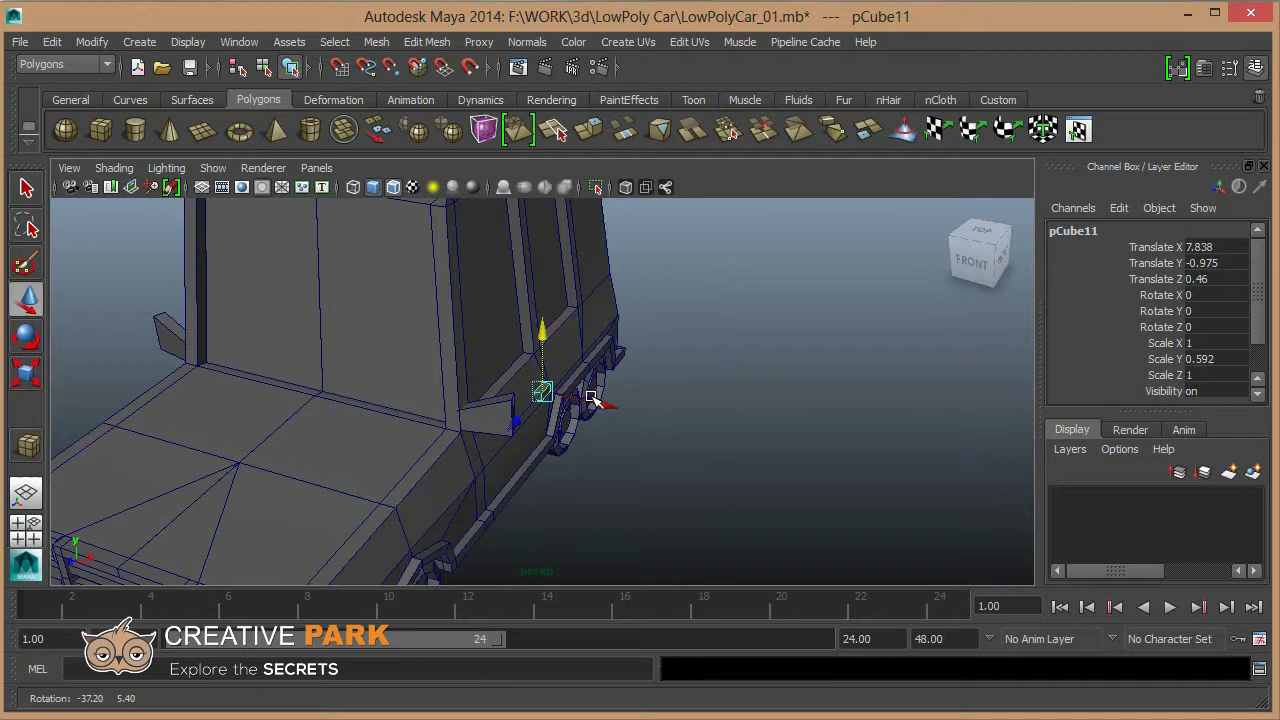 Autodesk Maya 2014: F:\WORK\3d\LowPoly Car\LowPolyCar_01.mb* --- pCube11
File Edit Modify Create Display Window Assets Select Mesh Edit Mesh Proxy Normals Color Create UVs Edit UVs Muscle Pipeline Cache Help
Polygons
General Curves Surfaces Polygons Deformation Animation Dynamics Rendering PaintEffects Toon Muscle Fluids Fur nHair nCloth Custom
View Shading Lighting Show Renderer Panels
Channel Box / Layer Editor
Channels Edit Object Show
pCube11
Translate X 7.838
Translate Y -0.975
Translate Z 0.46
Rotate X 0
Rotate Y 0
Rotate Z 0
Scale X 1
Scale Y 0.592
Scale Z 1
Visibility on
TOP
FRONT
Display Render Anim
Layers Options Help
y
x
persp
2 4 6 8 10 12 14 16 18 20 22 24
1.00
1.00 24 24.00 48.00 No Anim Layer No Character Set
CREATIVE PARK
Explore the SECRETS
MEL
Rotation: -37.20 5.40